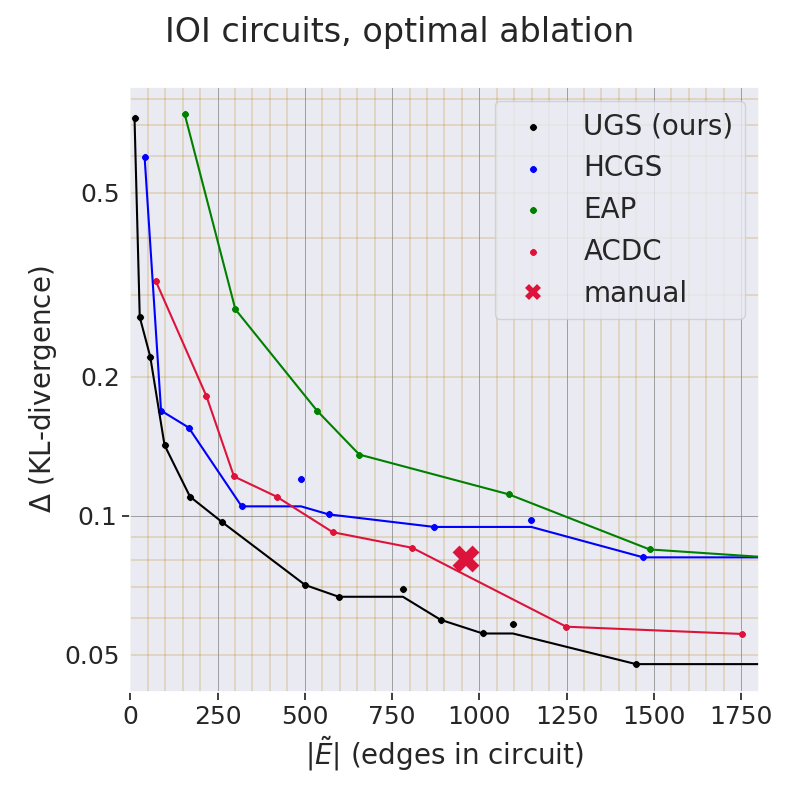 IOI circuits, optimal ablation
UGS (ours)
HCGS
EAP
ACDC
manual
Δ (KL-divergence)
0.5
0.2
0.1
0.05
0 250 500 750 1000 1250 1500 1750
|Ẽ| (edges in circuit)